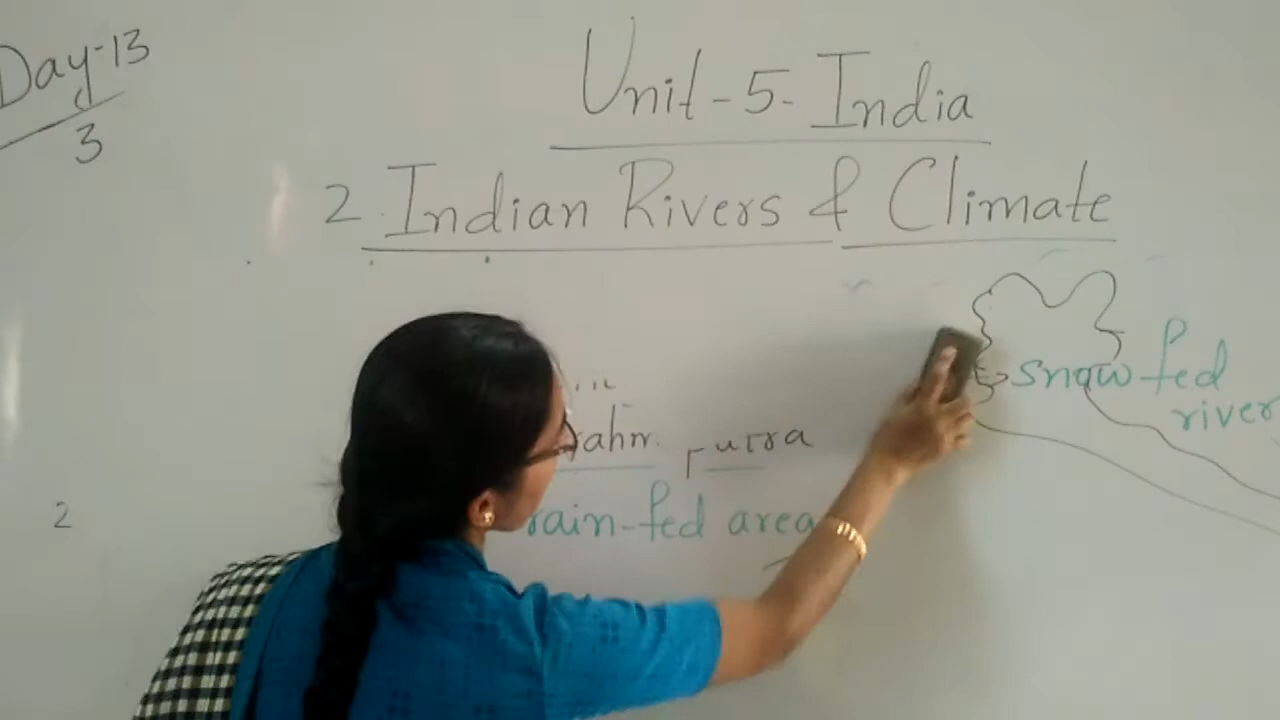 Day-13
3
Unit-5. India
2. Indian Rivers & Climate
snow fed
river
rain-fed area
2